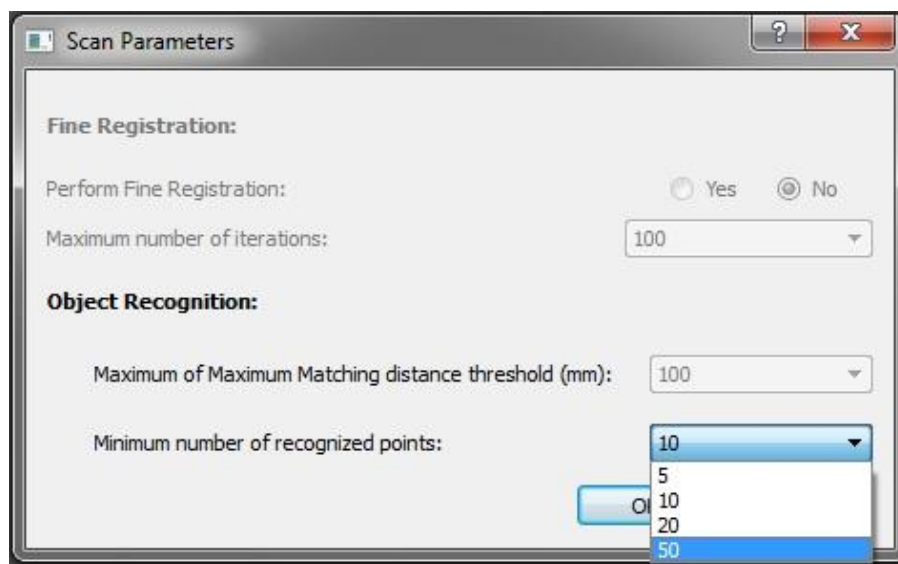 Scan Parameters
Fine Registration:
Perform Fine Registration: Yes No
Maximum number of iterations: 100
Object Recognition:
Maximum of Maximum Matching distance threshold (mm): 100
Minimum number of recognized points: 10
5
10
20
50